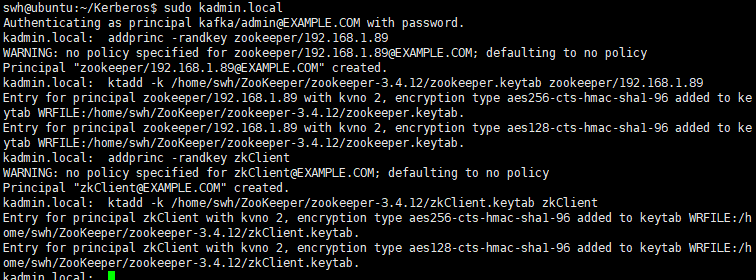 swh@ubuntu:~/Kerberos$ sudo kadmin.local
Authenticating as principal kafka/admin@EXAMPLE.COM with password.
kadmin.local:  addprinc -randkey zookeeper/192.168.1.89
WARNING: no policy specified for zookeeper/192.168.1.89@EXAMPLE.COM; defaulting to no policy
Principal "zookeeper/192.168.1.89@EXAMPLE.COM" created.
kadmin.local:  ktadd -k /home/swh/ZooKeeper/zookeeper-3.4.12/zookeeper.keytab zookeeper/192.168.1.89
Entry for principal zookeeper/192.168.1.89 with kvno 2, encryption type aes256-cts-hmac-sha1-96 added to ke
ytab WRFILE:/home/swh/ZooKeeper/zookeeper-3.4.12/zookeeper.keytab.
Entry for principal zookeeper/192.168.1.89 with kvno 2, encryption type aes128-cts-hmac-sha1-96 added to ke
ytab WRFILE:/home/swh/ZooKeeper/zookeeper-3.4.12/zookeeper.keytab.
kadmin.local:  addprinc -randkey zkClient
WARNING: no policy specified for zkClient@EXAMPLE.COM; defaulting to no policy
Principal "zkClient@EXAMPLE.COM" created.
kadmin.local:  ktadd -k /home/swh/ZooKeeper/zookeeper-3.4.12/zkClient.keytab zkClient
Entry for principal zkClient with kvno 2, encryption type aes256-cts-hmac-sha1-96 added to keytab WRFILE:/h
ome/swh/ZooKeeper/zookeeper-3.4.12/zkClient.keytab.
Entry for principal zkClient with kvno 2, encryption type aes128-cts-hmac-sha1-96 added to keytab WRFILE:/h
ome/swh/ZooKeeper/zookeeper-3.4.12/zkClient.keytab.
kadmin.local: